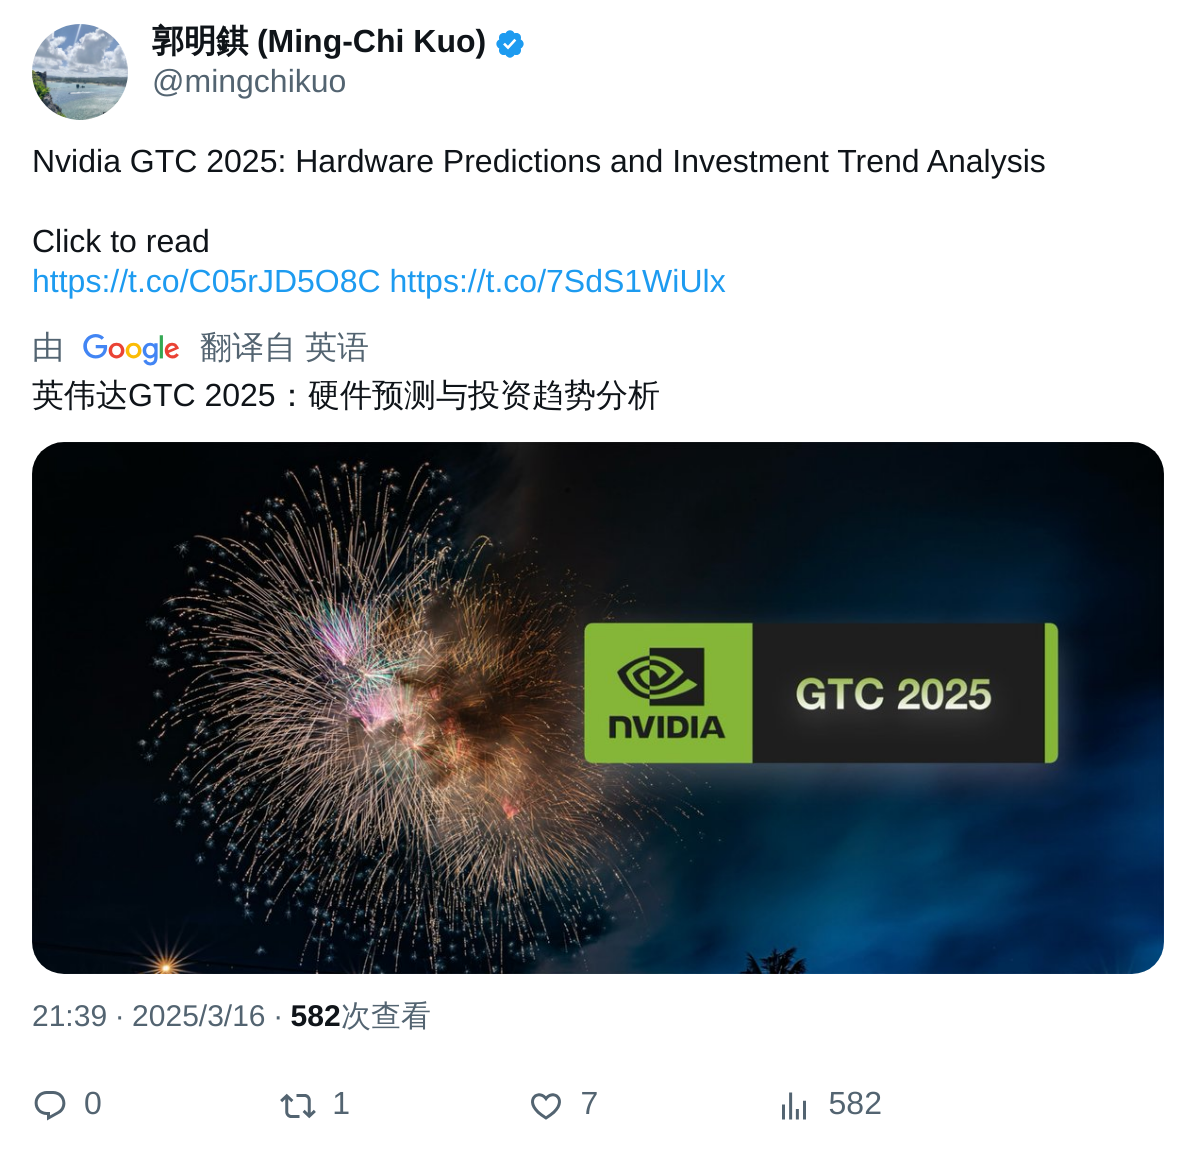 郭明錤 (Ming-Chi Kuo)
@mingchikuo
Nvidia GTC 2025: Hardware Predictions and Investment Trend Analysis
Click to read
https://t.co/C05rJD5O8C https://t.co/7SdS1WiUlx
由 Google 翻译自 英语
英伟达GTC 2025：硬件预测与投资趋势分析
NVIDIA
GTC 2025
21:39 · 2025/3/16 · 582次查看
0 1 7 582